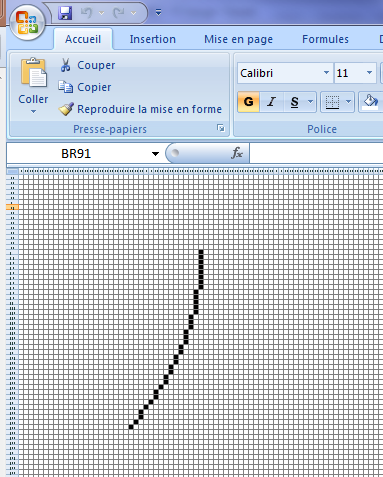 Accueil Insertion Mise en page Formules
Couper
Copier
Reproduire la mise en forme
Coller
Presse-papiers
Calibri 11
G I S
Police
BR91 fx